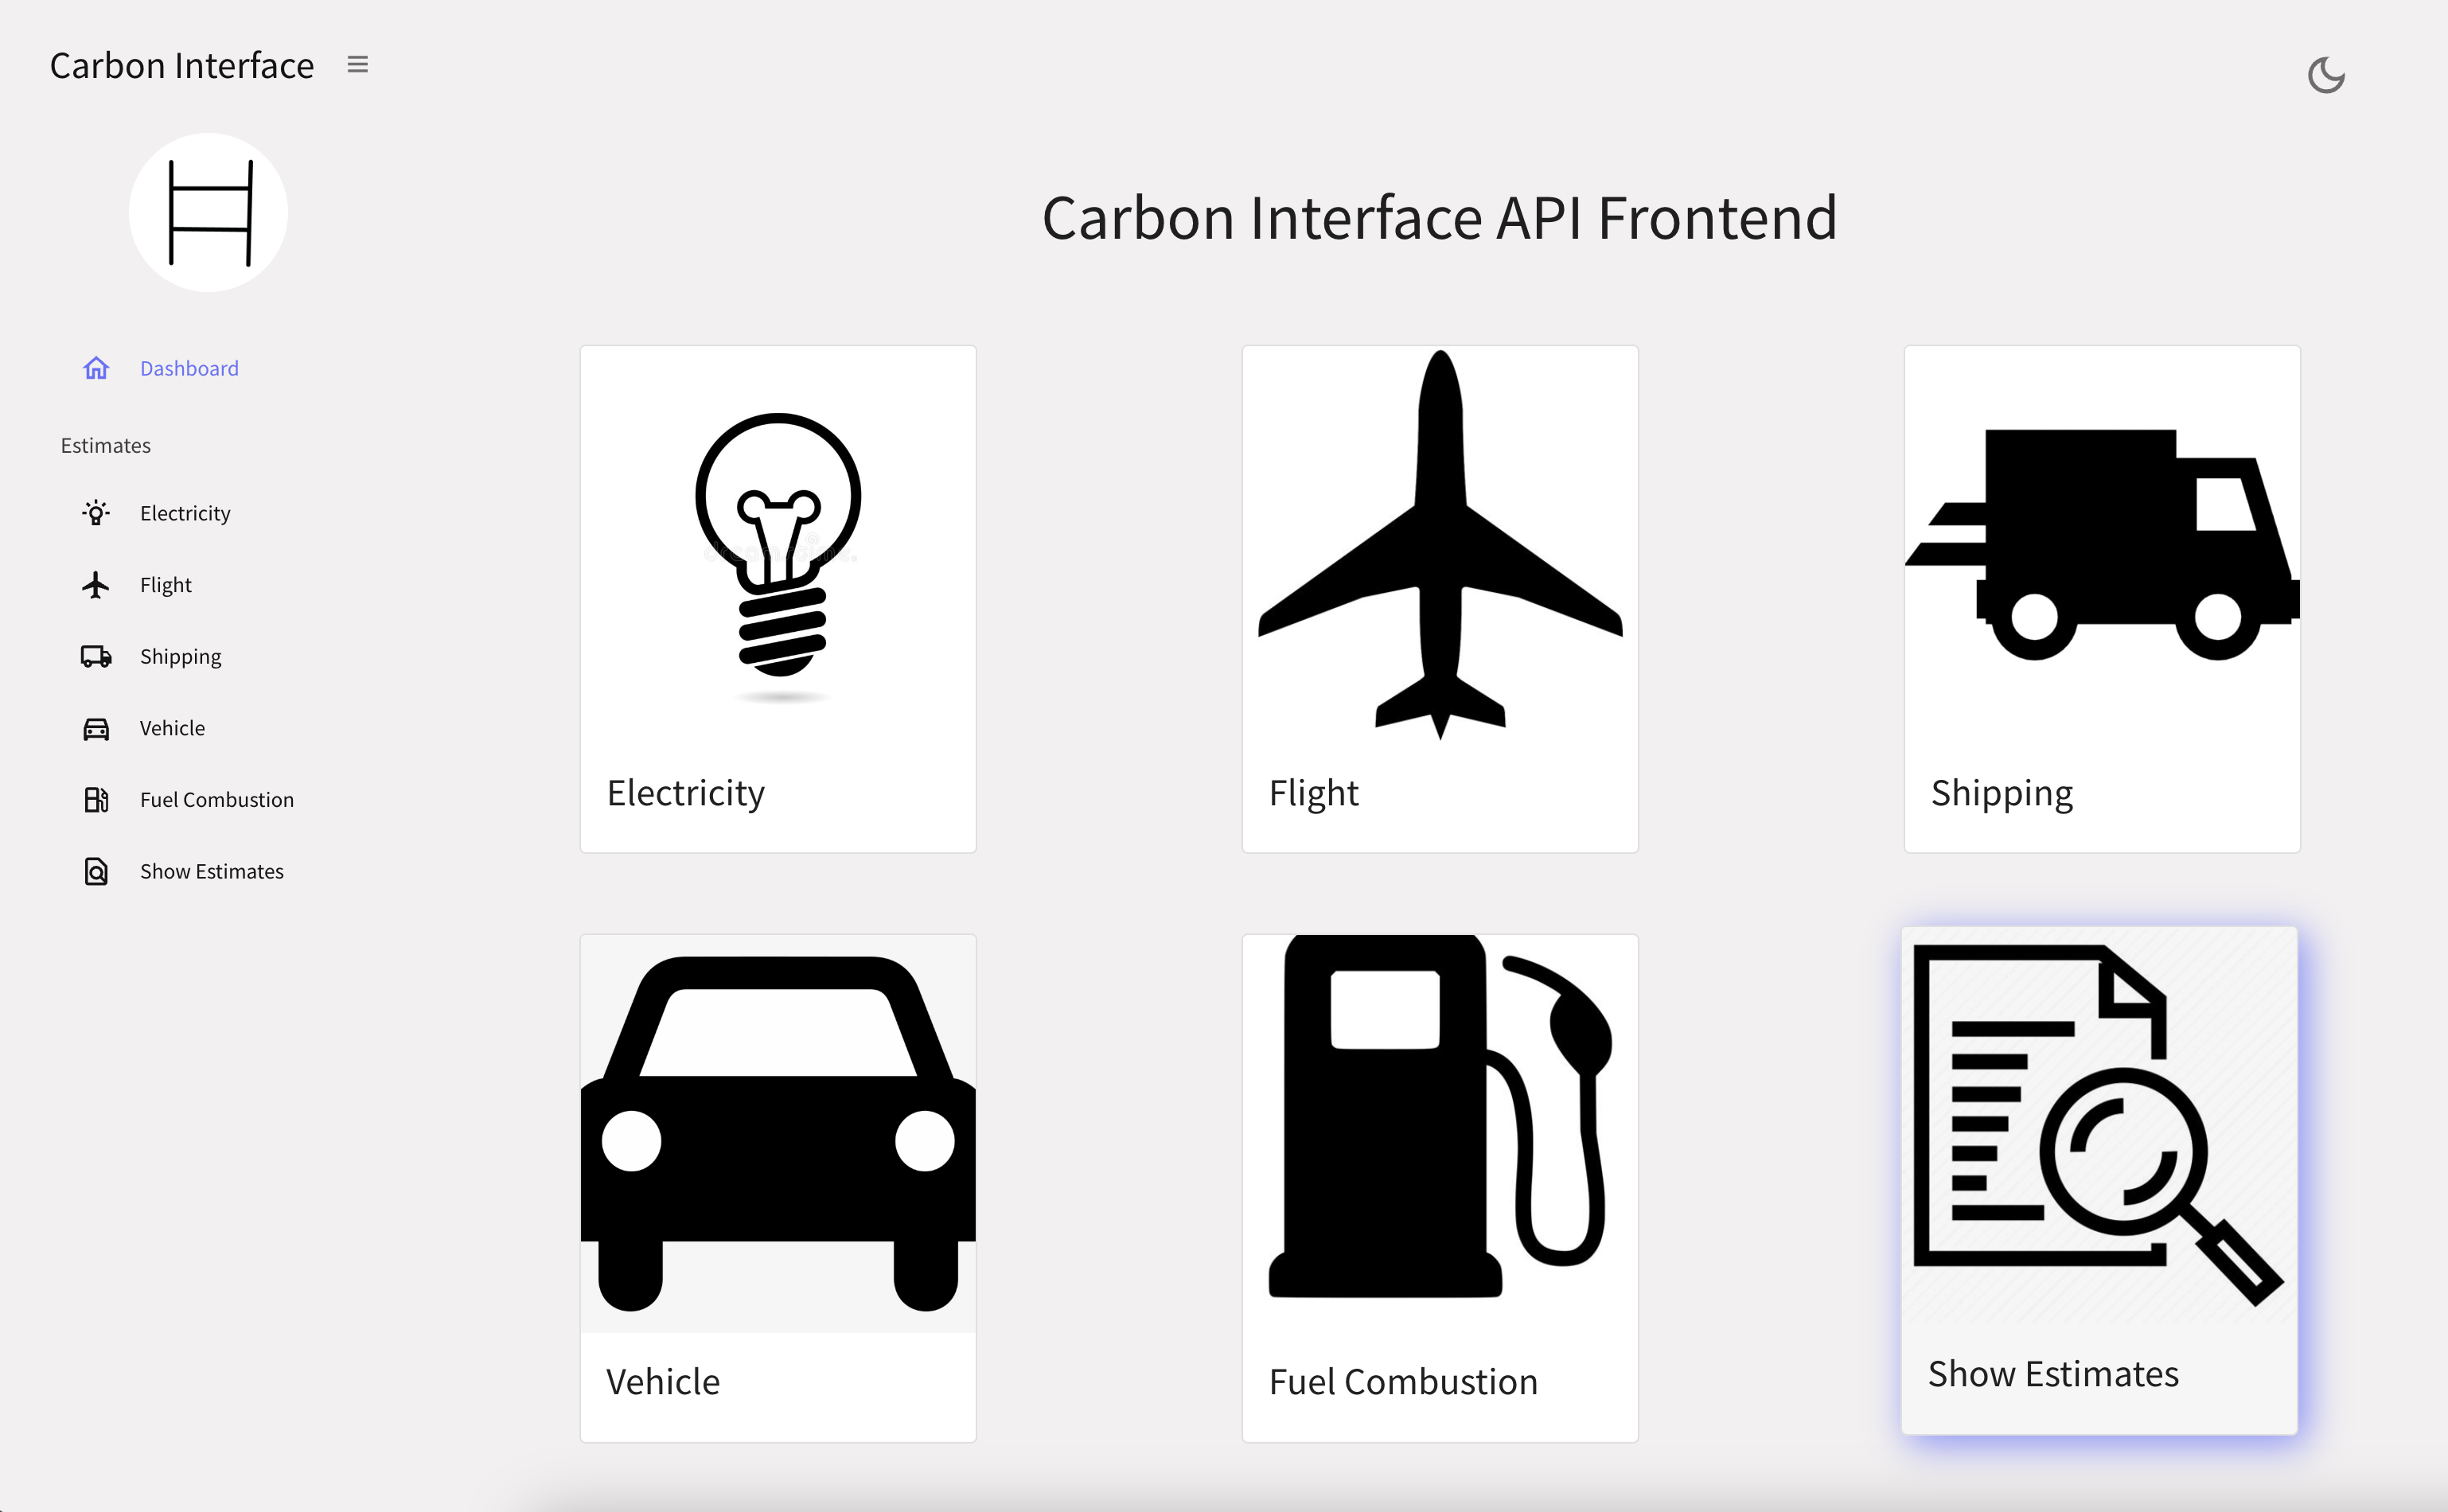 Carbon Interface
Carbon Interface API Frontend
Dashboard
Estimates
Electricity
Flight
Shipping
Vehicle
Fuel Combustion
Show Estimates
Electricity
Flight
Shipping
Vehicle
Fuel Combustion
Show Estimates